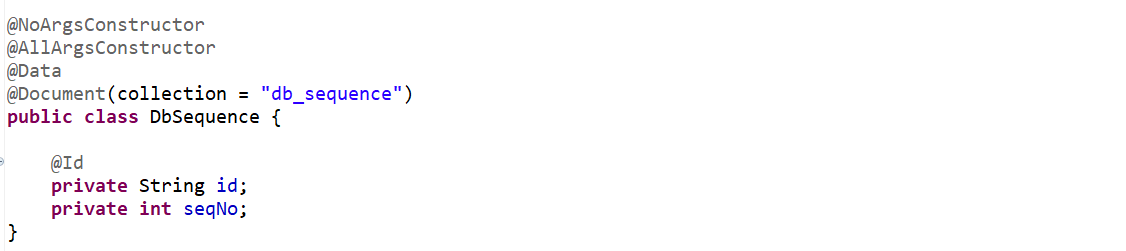 @NoArgsConstructor
@AllArgsConstructor
@Data
@Document(collection = "db_sequence")
public class DbSequence {
@Id
private String id;
private int seqNo;
}